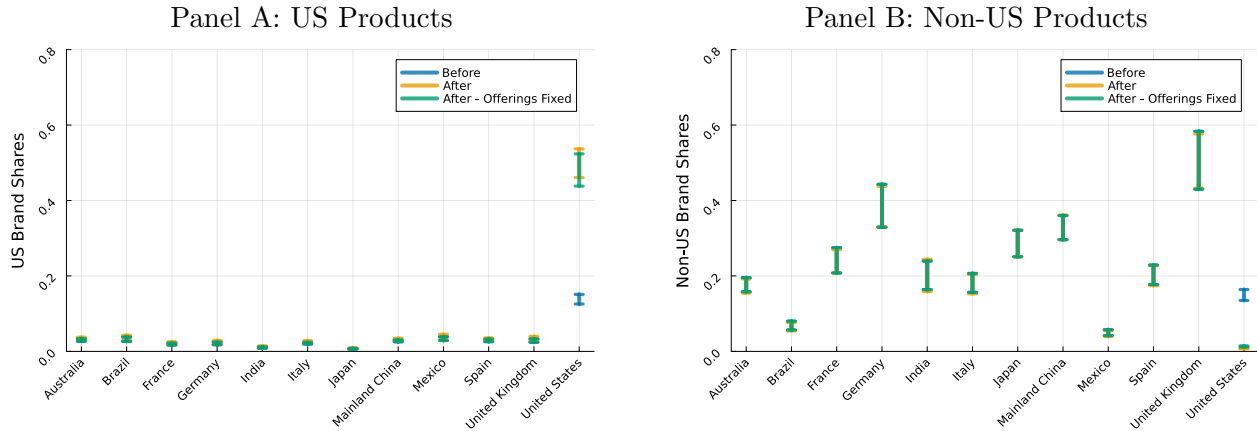 Panel A: US Products
US Brand Shares
0.8
0.6
0.4
0.2
0.0
Before
After
After – Offerings Fixed
Australia
Brazil
France
Germany
India
Italy
Japan
Mainland China
Mexico
Spain
United Kingdom
United States
Panel B: Non-US Products
Non-US Brand Shares
0.8
0.6
0.4
0.2
0.0
Before
After
After – Offerings Fixed
Australia
Brazil
France
Germany
India
Italy
Japan
Mainland China
Mexico
Spain
United Kingdom
United States